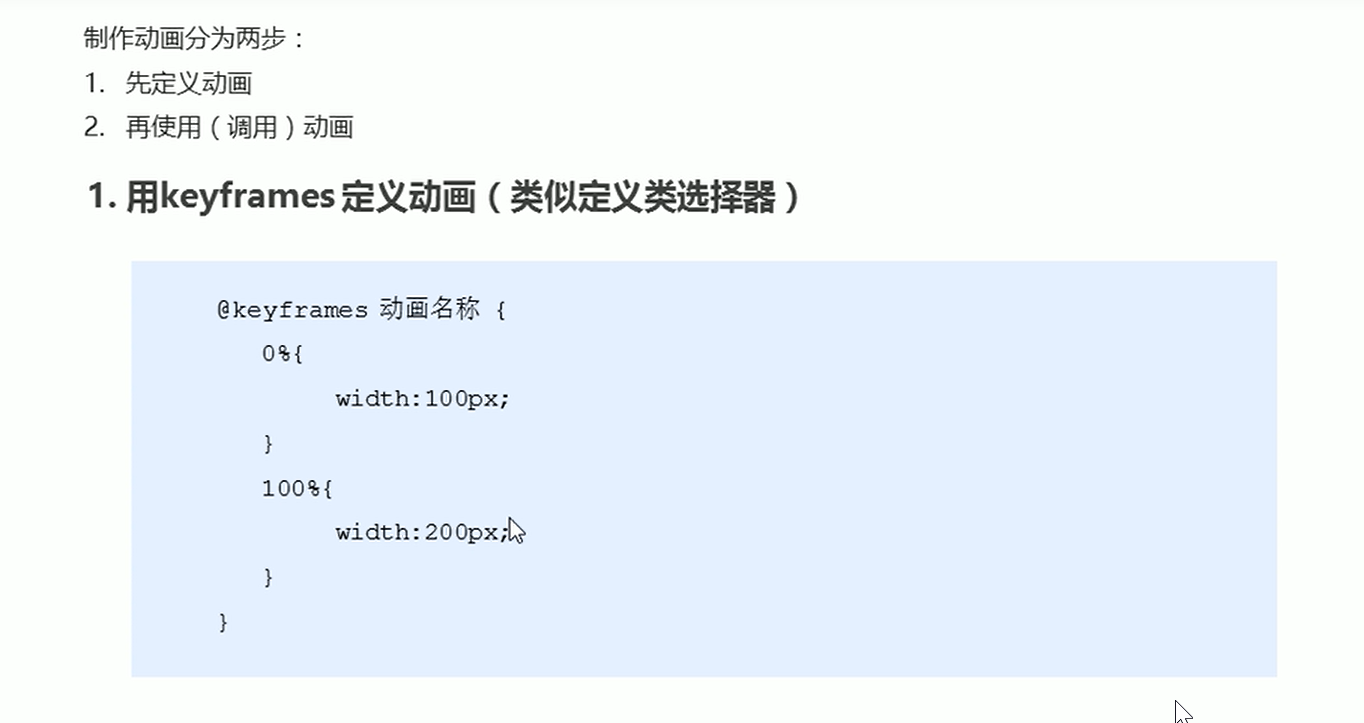 制作动画分为两步：
1. 先定义动画
2. 再使用（调用）动画
1. 用keyframes 定义动画（类似定义类选择器）
@keyframes 动画名称 {
0%{
width:100px;
}
100%{
width:200px;
}
}